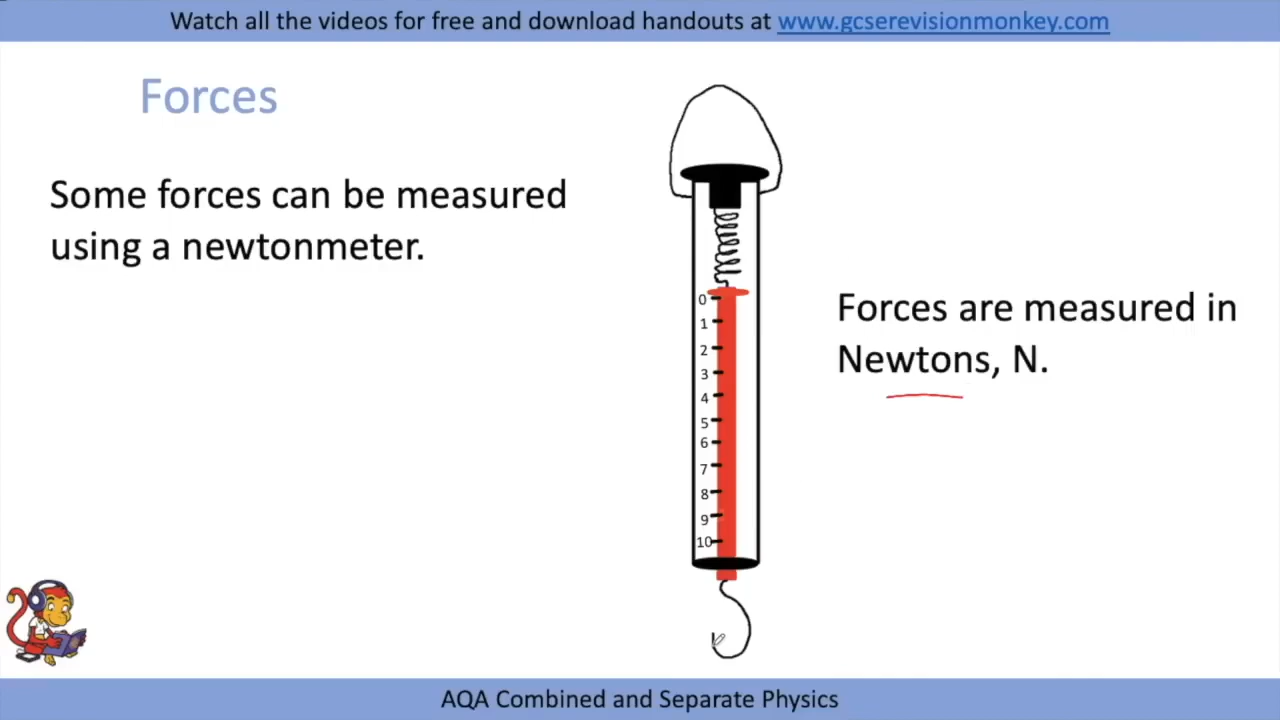 Watch all the videos for free and download handouts at www.gcserevisionmonkey.com
Forces
Some forces can be measured
using a newtonmeter.
0
1
2
3
4
5
6
7
8
9
10
Forces are measured in
Newtons, N.
AQA Combined and Separate Physics